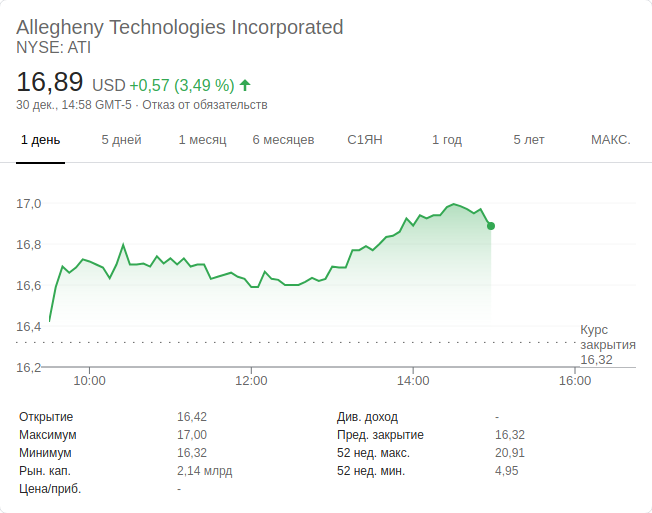 Allegheny Technologies Incorporated
NYSE: ATI
16,89 USD +0,57 (3,49 %)
30 дек., 14:58 GMT-5 · Отказ от обязательств
1 день 5 дней 1 месяц 6 месяцев С1ЯН 1 год 5 лет МАКС.
17,0
16,8
16,6
16,4
Курс
закрытия
16,32
16,2
10:00 12:00 14:00 16:00
Открытие 16,42 Див. доход -
Максимум 17,00 Пред. закрытие 16,32
Минимум 16,32 52 нед. макс. 20,91
Рын. кап. 2,14 млрд 52 нед. мин. 4,95
Цена/приб. -